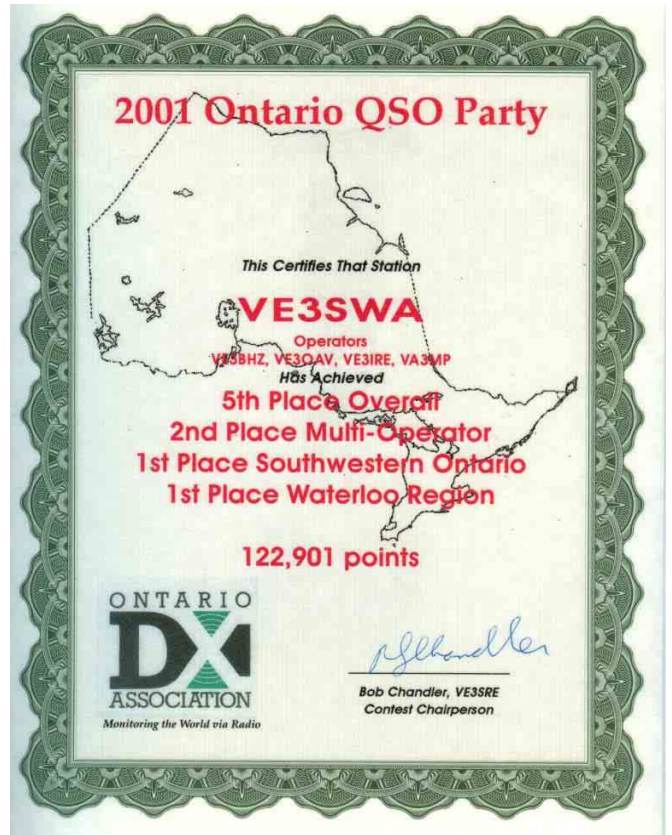 2001 Ontario QSO Party
This Certifies That Station
VE3SWA
Operators
VE3BHZ, VE3OAV, VE3IRE, VA3MP
Has Achieved
5th Place Overall
2nd Place Multi-Operator
1st Place Southwestern Ontario
1st Place Waterloo Region
122,901 points
ONTARIO
DX
ASSOCIATION
Monitoring the World via Radio
Bob Chandler, VE3SRE
Contest Chairperson